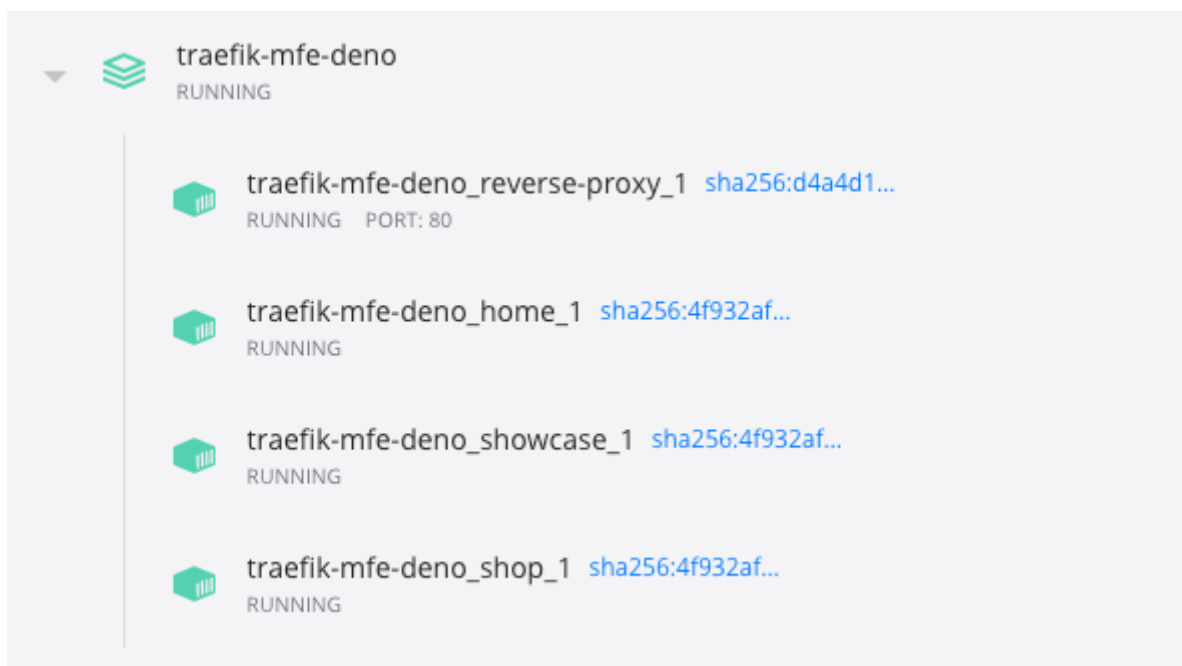 traefik-mfe-deno
RUNNING
traefik-mfe-deno_reverse-proxy_1 sha256:d4a4d1...
RUNNING PORT: 80
traefik-mfe-deno_home_1 sha256:4f932af...
RUNNING
traefik-mfe-deno_showcase_1 sha256:4f932af...
RUNNING
traefik-mfe-deno_shop_1 sha256:4f932af...
RUNNING